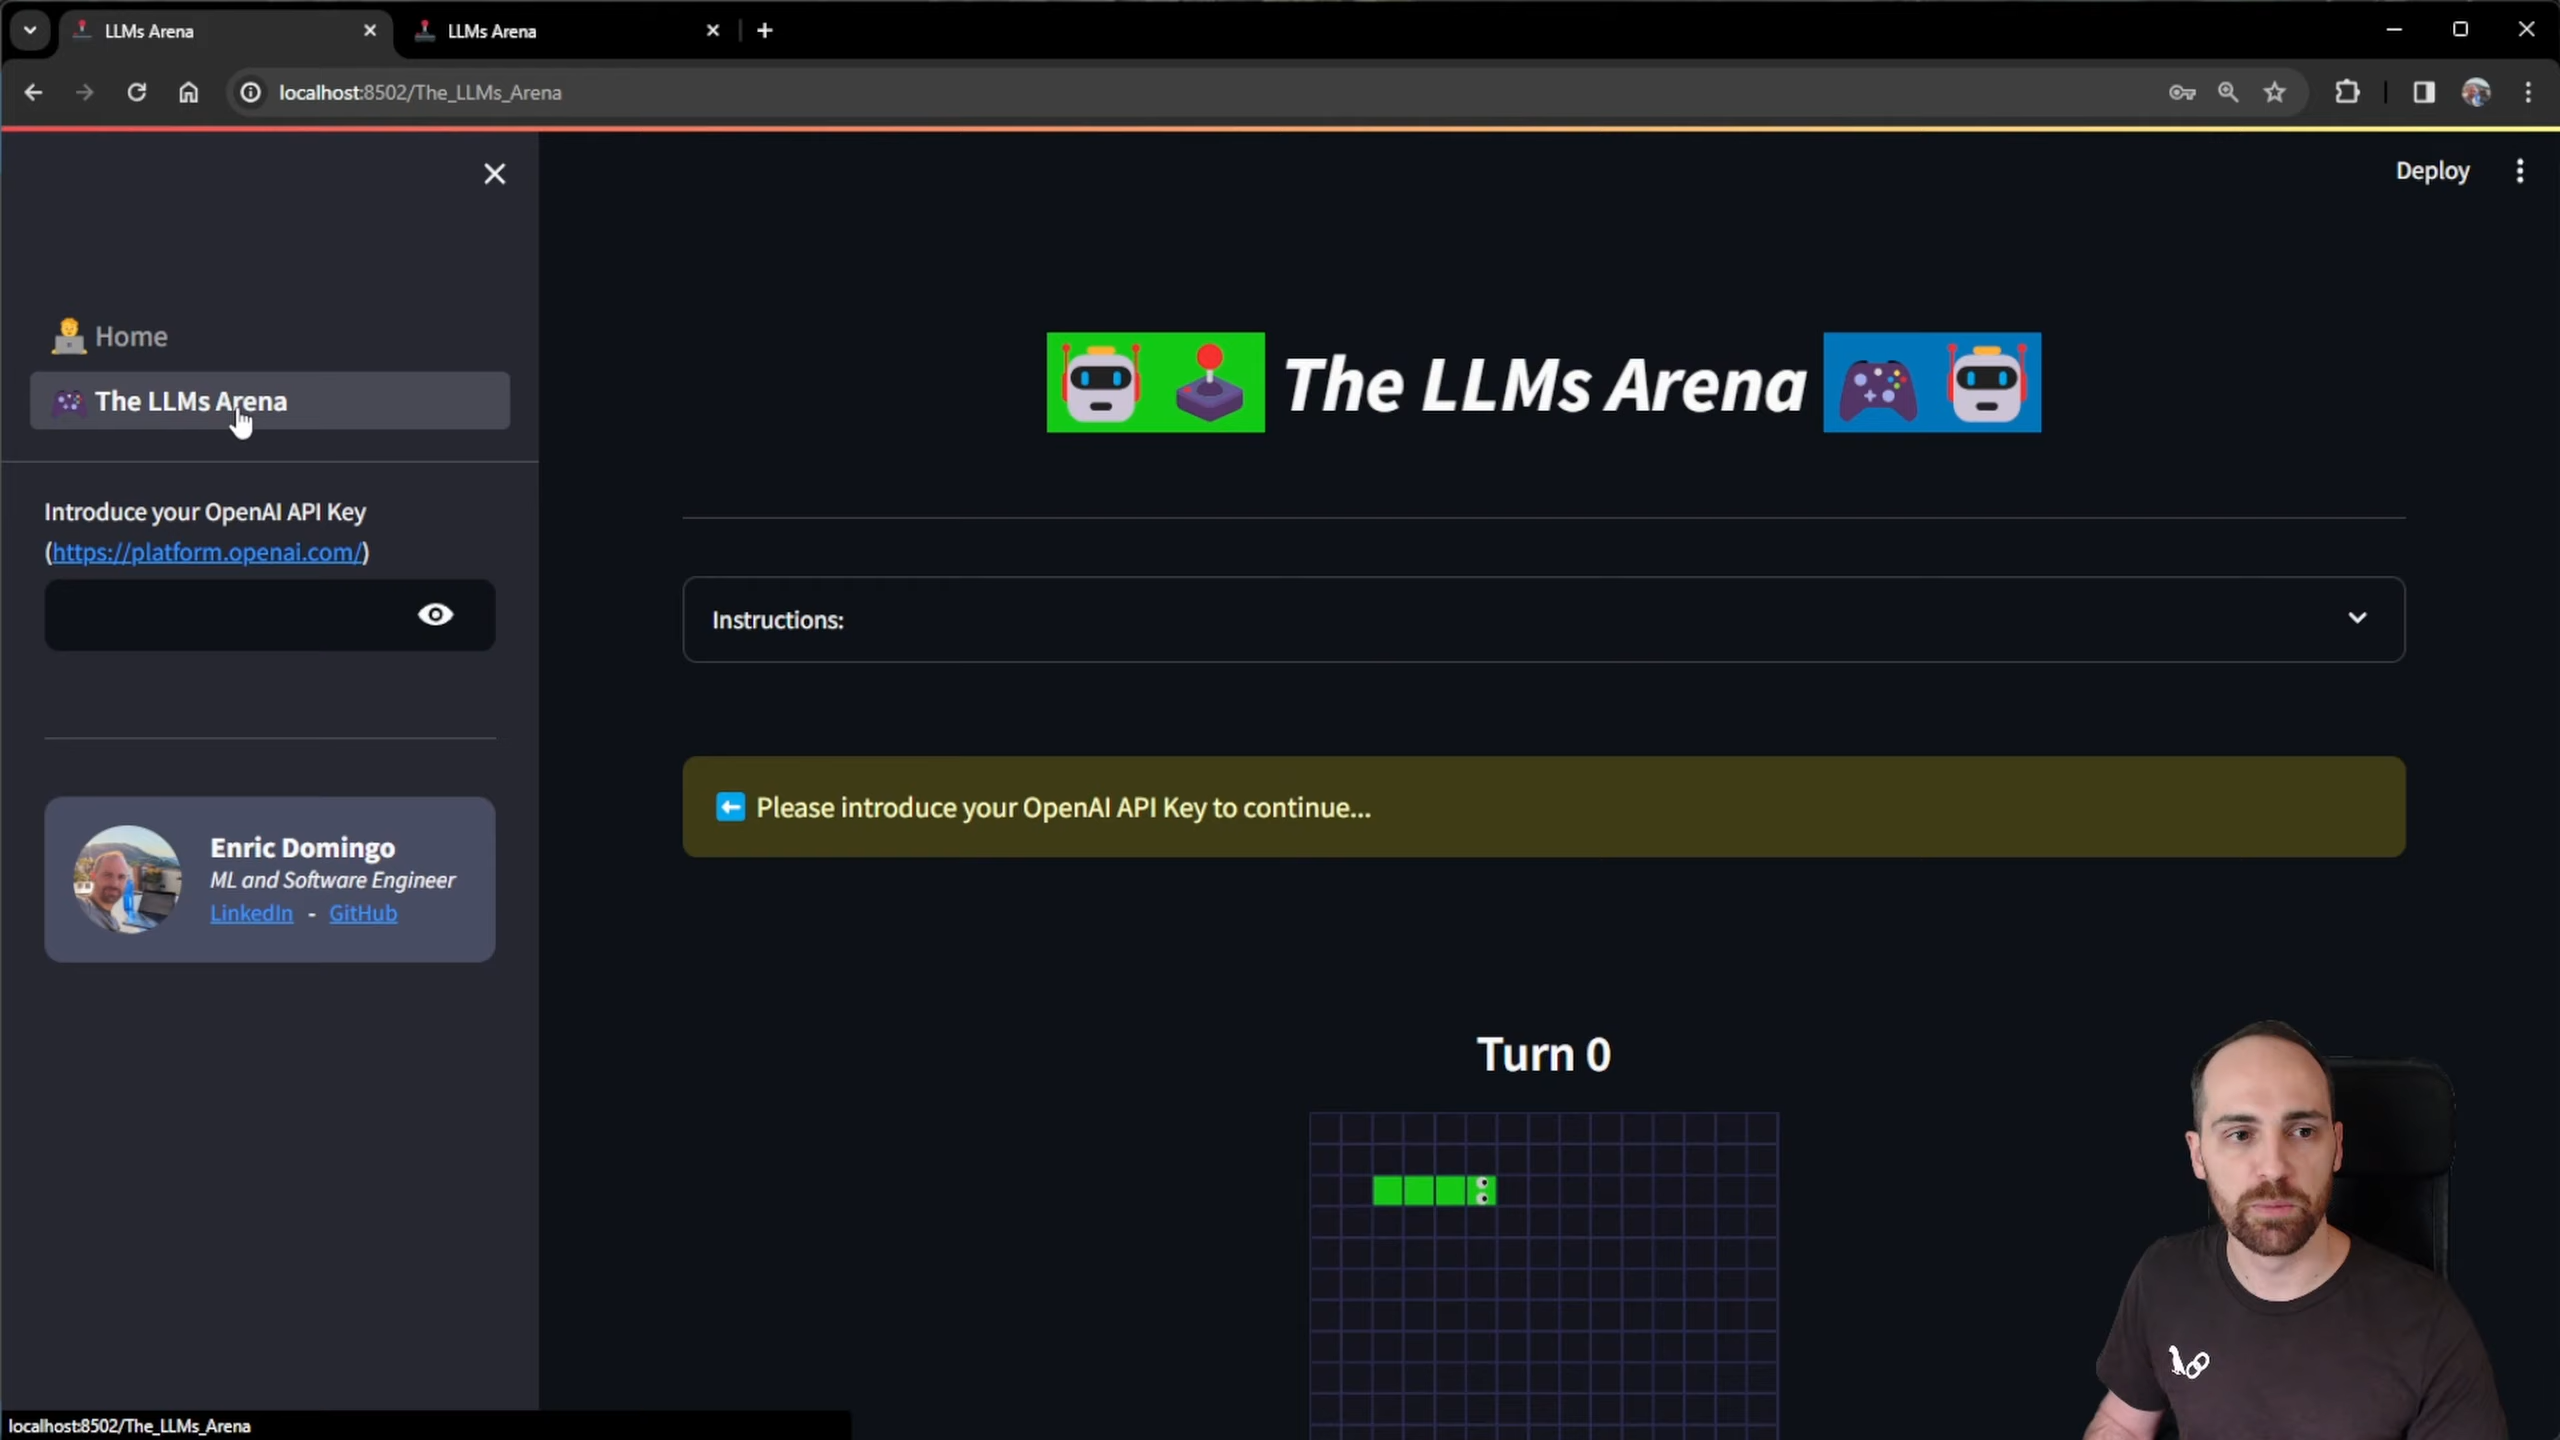 LLMs Arena
LLMs Arena
localhost:8502/The_LLMs_Arena
Deploy
Home
The LLMs Arena
The LLMs Arena
Introduce your OpenAI API Key
(https://platform.openai.com/)
Instructions:
Please introduce your OpenAI API Key to continue...
Enric Domingo
ML and Software Engineer
LinkedIn - GitHub
Turn 0
localhost:8502/The_LLMs_Arena